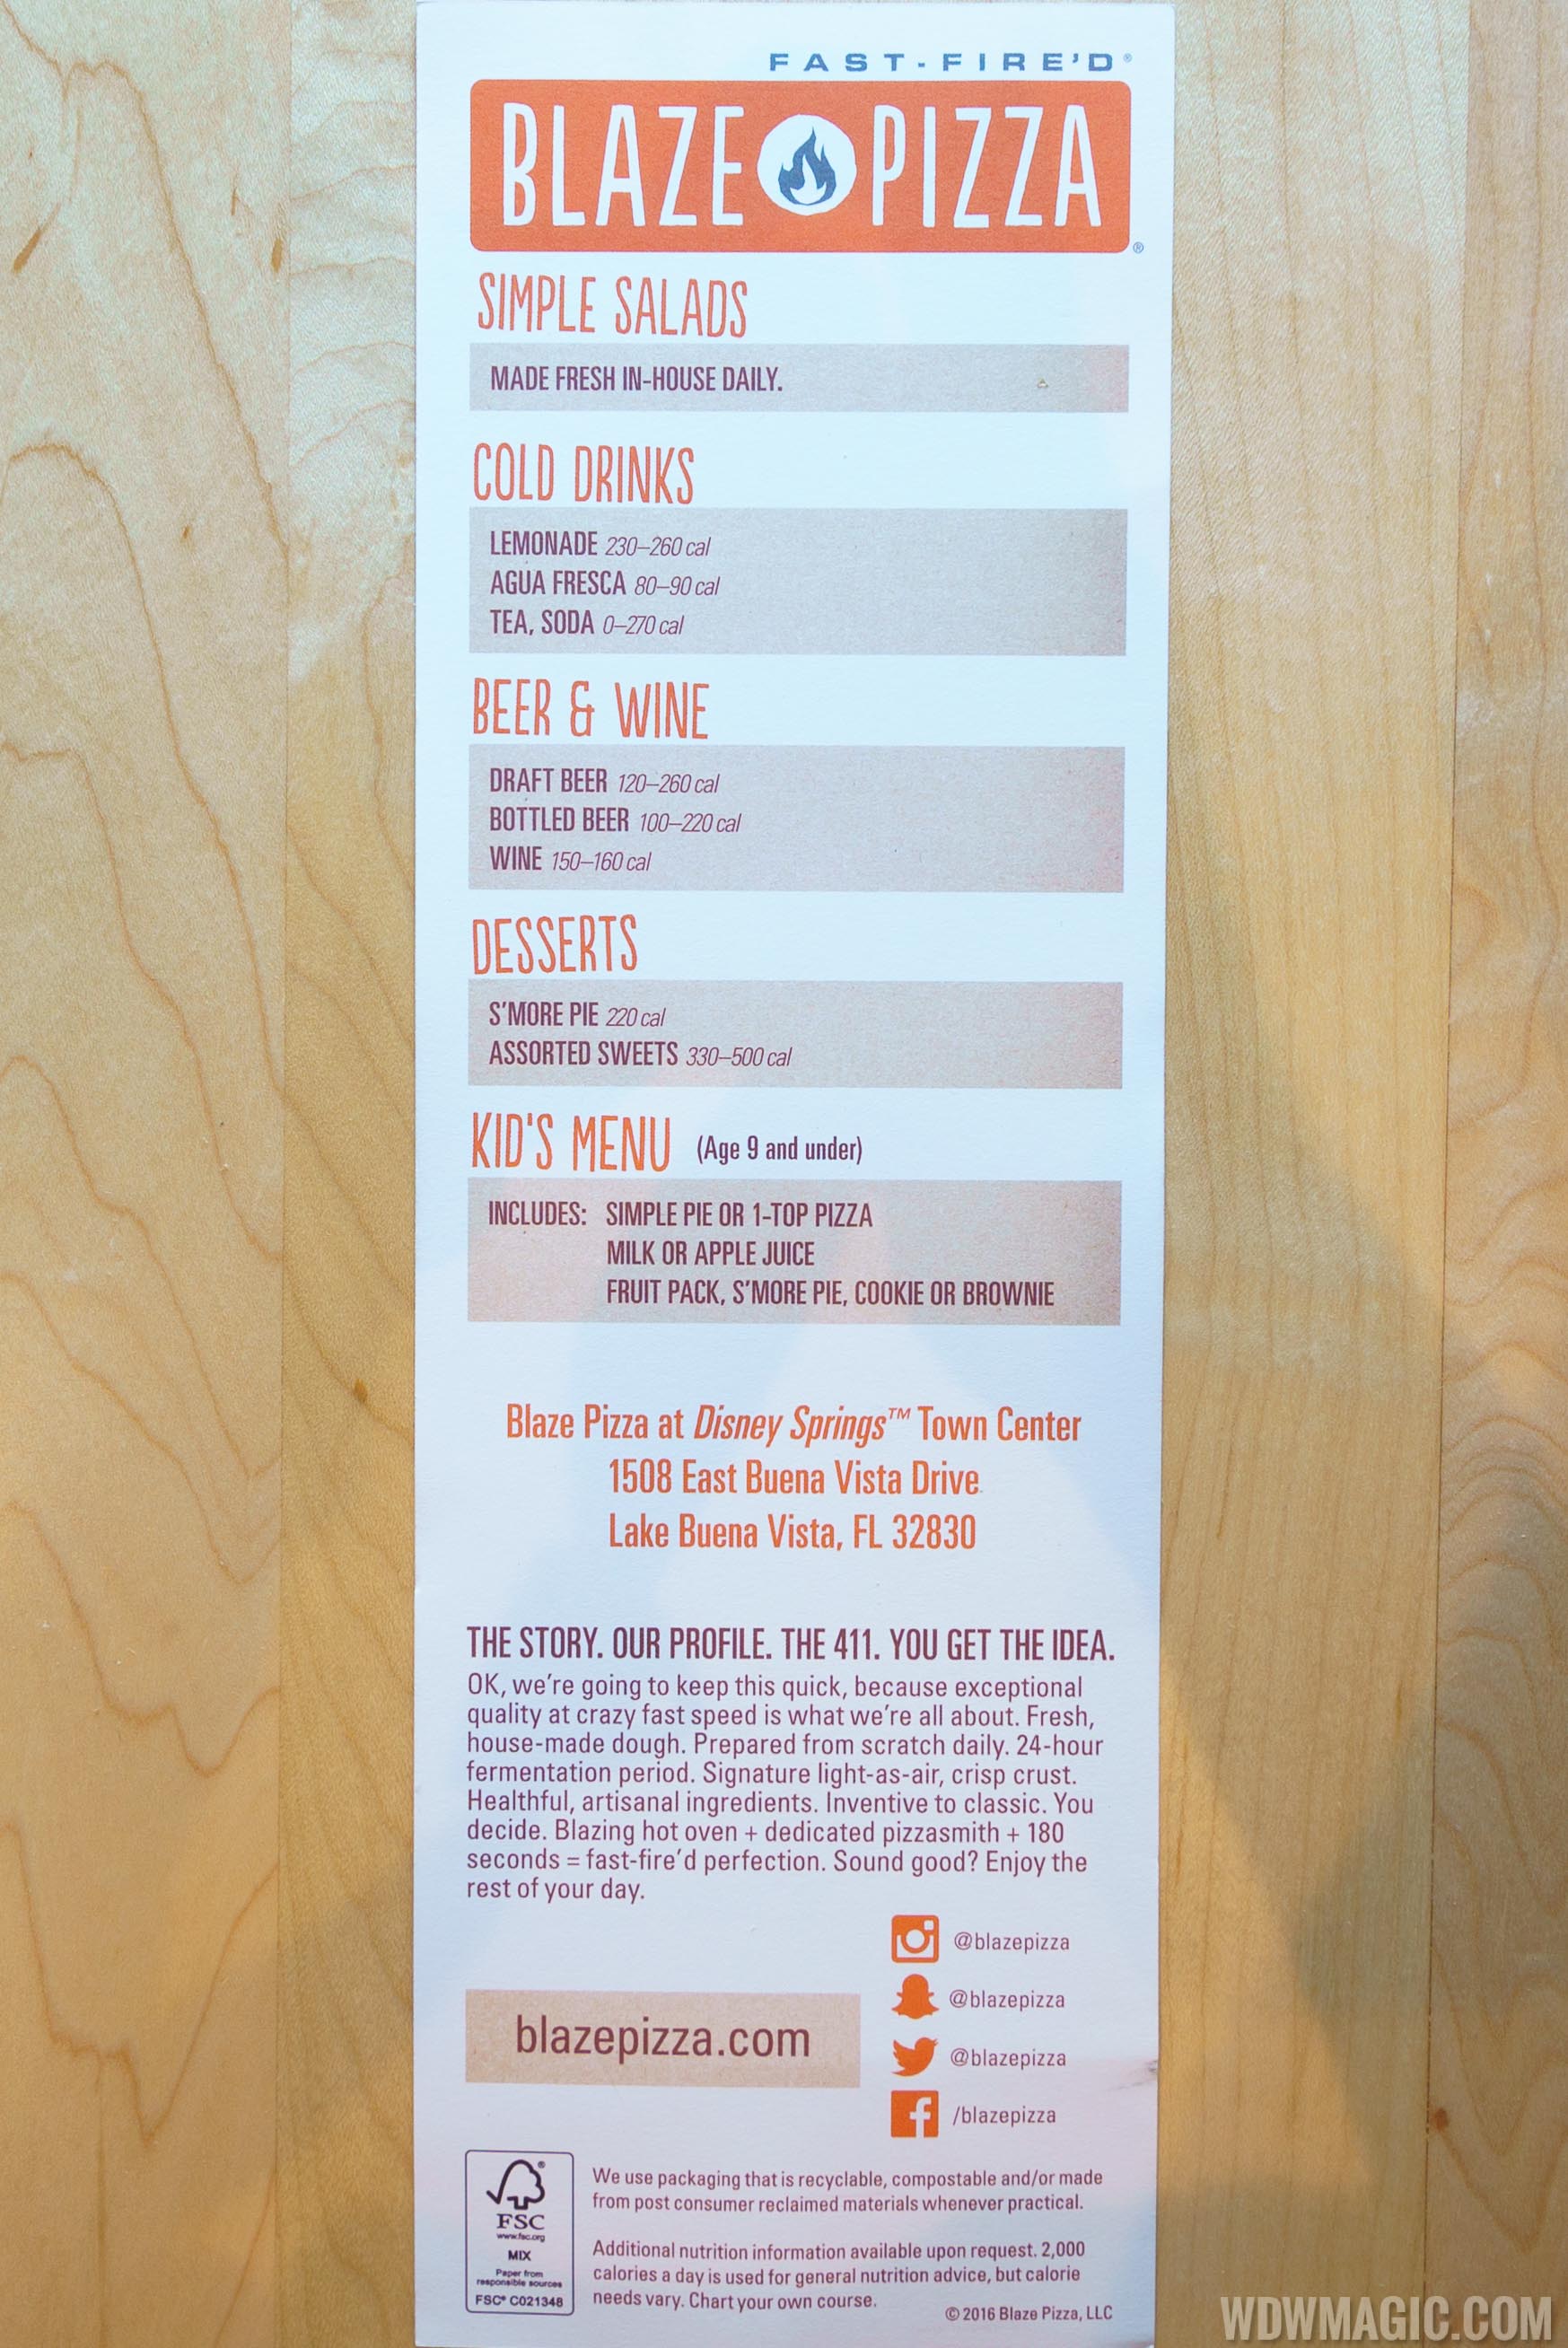 FAST-FIRE'D®
BLAZE PIZZA®
SIMPLE SALADS
MADE FRESH IN-HOUSE DAILY.
COLD DRINKS
LEMONADE 230–260 cal
AGUA FRESCA 80–90 cal
TEA, SODA 0–270 cal
BEER & WINE
DRAFT BEER 120–260 cal
BOTTLED BEER 100–220 cal
WINE 150–160 cal
DESSERTS
S'MORE PIE 220 cal
ASSORTED SWEETS 330–500 cal
KID'S MENU (Age 9 and under)
INCLUDES: SIMPLE PIE OR 1-TOP PIZZA
MILK OR APPLE JUICE
FRUIT PACK, S'MORE PIE, COOKIE OR BROWNIE
Blaze Pizza at Disney Springs™ Town Center
1508 East Buena Vista Drive
Lake Buena Vista, FL 32830
THE STORY. OUR PROFILE. THE 411. YOU GET THE IDEA.
OK, we're going to keep this quick, because exceptional
quality at crazy fast speed is what we're all about. Fresh,
house-made dough. Prepared from scratch daily. 24-hour
fermentation period. Signature light-as-air, crisp crust.
Healthful, artisanal ingredients. Inventive to classic. You
decide. Blazing hot oven + dedicated pizzasmith + 180
seconds = fast-fire'd perfection. Sound good? Enjoy the
rest of your day.
@blazepizza
@blazepizza
@blazepizza
/blazepizza
blazepizza.com
FSC
www.fsc.org
MIX
Paper from
responsible sources
FSC® C021348
We use packaging that is recyclable, compostable and/or made
from post consumer reclaimed materials whenever practical.
Additional nutrition information available upon request. 2,000
calories a day is used for general nutrition advice, but calorie
needs vary. Chart your own course.
© 2016 Blaze Pizza, LLC
WDWMAGIC.COM